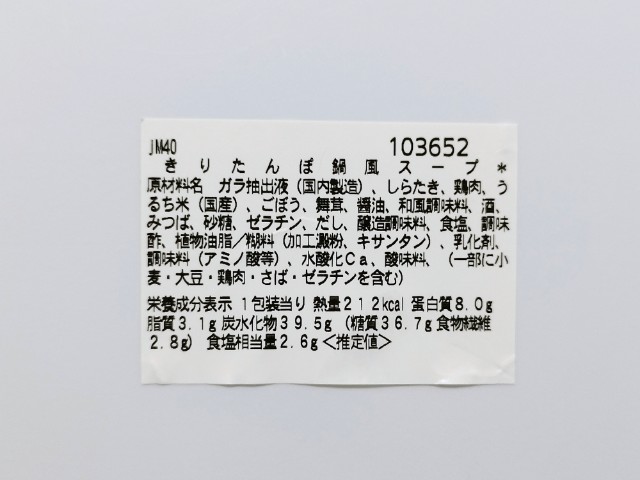 JM40 103652
きりたんぽ鍋風スープ*
原材料名 ガラ抽出液（国内製造）、しらたき、鶏肉、う
るち米（国産）、ごぼう、舞茸、醤油、和風調味料、酒、
みつば、砂糖、ゼラチン、だし、醸造調味料、食塩、調味
酢、植物油脂／糊料（加工澱粉、キサンタン）、乳化剤、
調味料（アミノ酸等）、水酸化Ｃａ、酸味料、（一部に小
麦・大豆・鶏肉・さば・ゼラチンを含む）
栄養成分表示 1包装当り 熱量212kcal 蛋白質8.0g
脂質3.1g 炭水化物39.5g（糖質36.7g 食物繊維
2.8g） 食塩相当量2.6g＜推定値＞